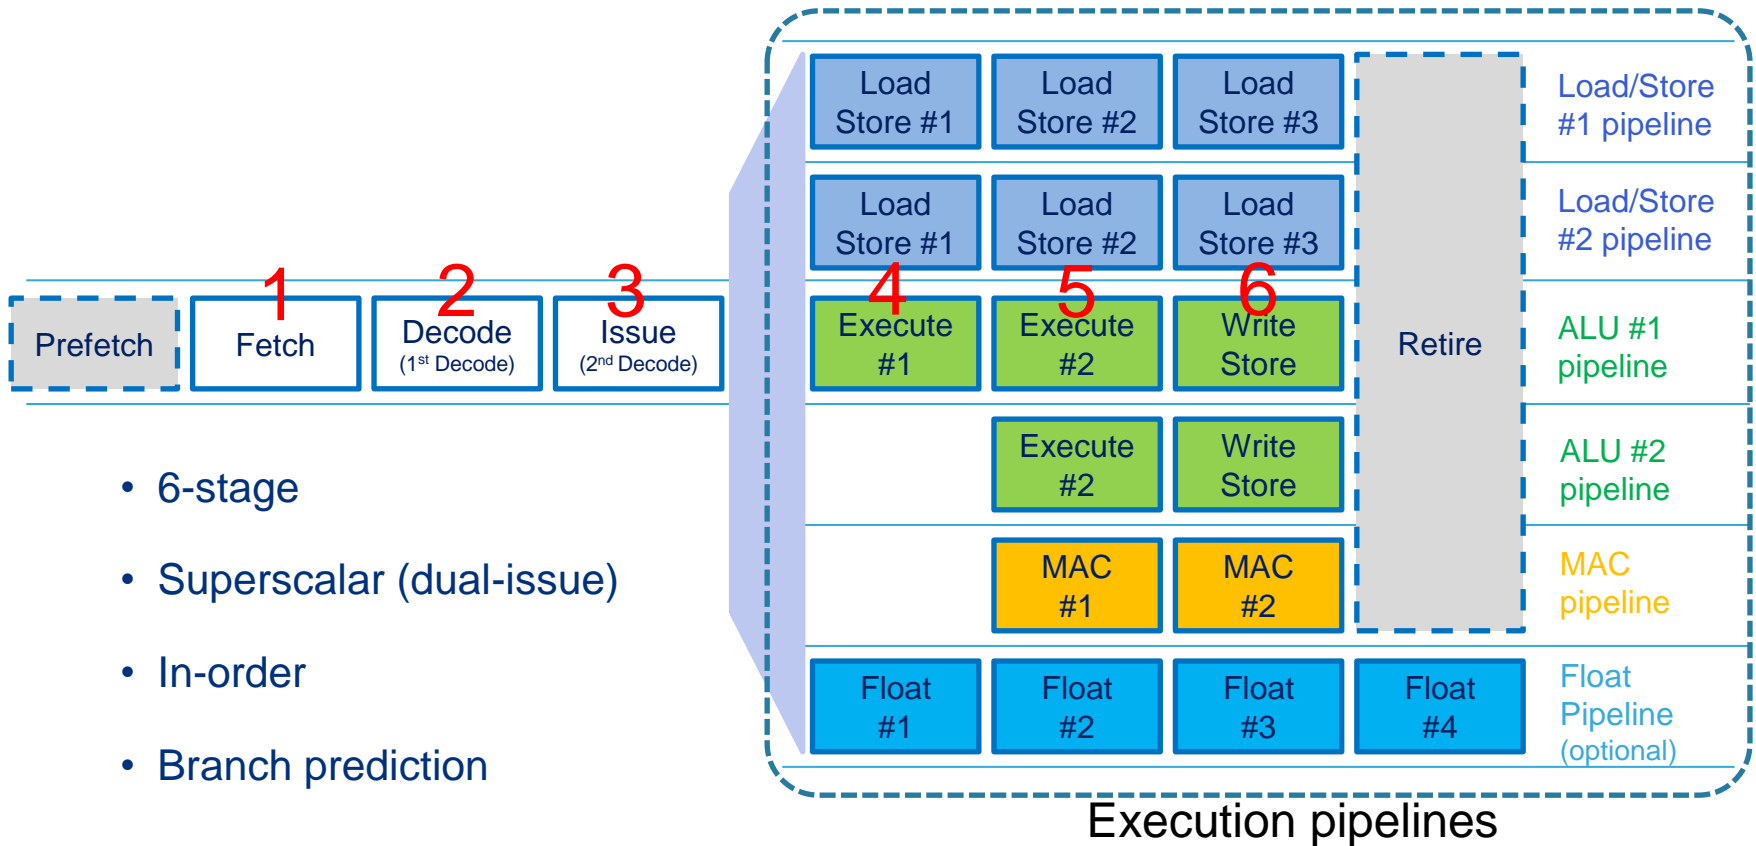 Load
Store #1
Load
Store #2
Load
Store #3
Load/Store
#1 pipeline
Load
Store #1
Load
Store #2
Load
Store #3
Load/Store
#2 pipeline
1
2
3
4
5
6
Prefetch
Fetch
Decode
(1st Decode)
Issue
(2nd Decode)
Execute
#1
Execute
#2
Write
Store
Retire
ALU #1
pipeline
Execute
#2
Write
Store
ALU #2
pipeline
MAC
#1
MAC
#2
MAC
pipeline
Float
#1
Float
#2
Float
#3
Float
#4
Float
Pipeline
(optional)
• 6-stage
• Superscalar (dual-issue)
• In-order
• Branch prediction
Execution pipelines